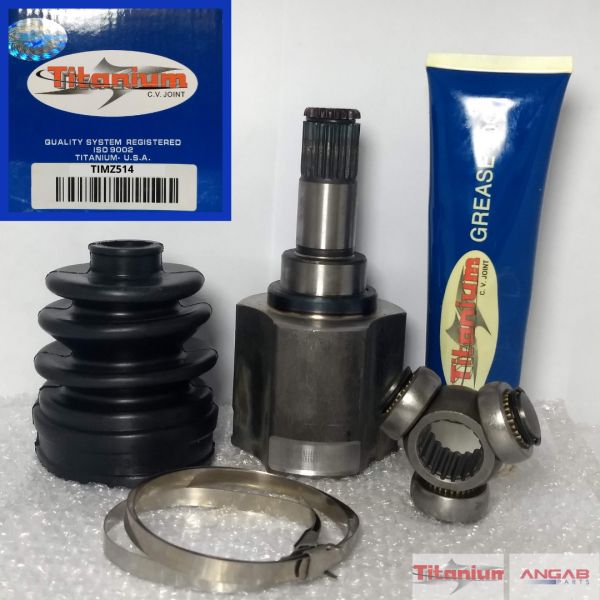 Titanium
C.V. JOINT
QUALITY SYSTEM REGISTERED
ISO 9002
TITANIUM- U.S.A.
TIMZ514
GREASE
Titanium
C.V. JOINT
Titanium
ANGAB
PARTS